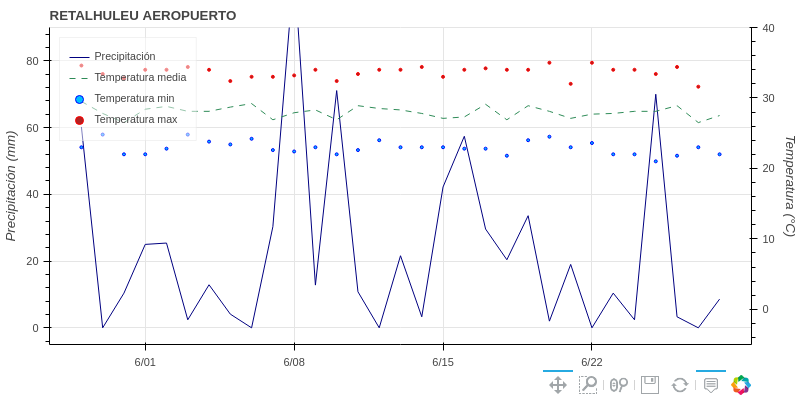 RETALHULEU AEROPUERTO
Precipitación
Temperatura media
Temperatura min
Temperatura max
Precipitación (mm)
80
60
40
20
0
40
30
20
10
0
Temperatura (°C)
6/01
6/08
6/15
6/22